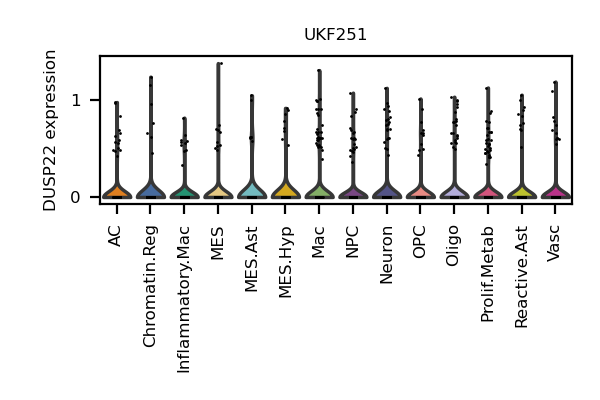 UKF251
DUSP22 expression
1
0
AC
Chromatin.Reg
Inflammatory.Mac
MES
MES.Ast
MES.Hyp
Mac
NPC
Neuron
OPC
Oligo
Prolif.Metab
Reactive.Ast
Vasc